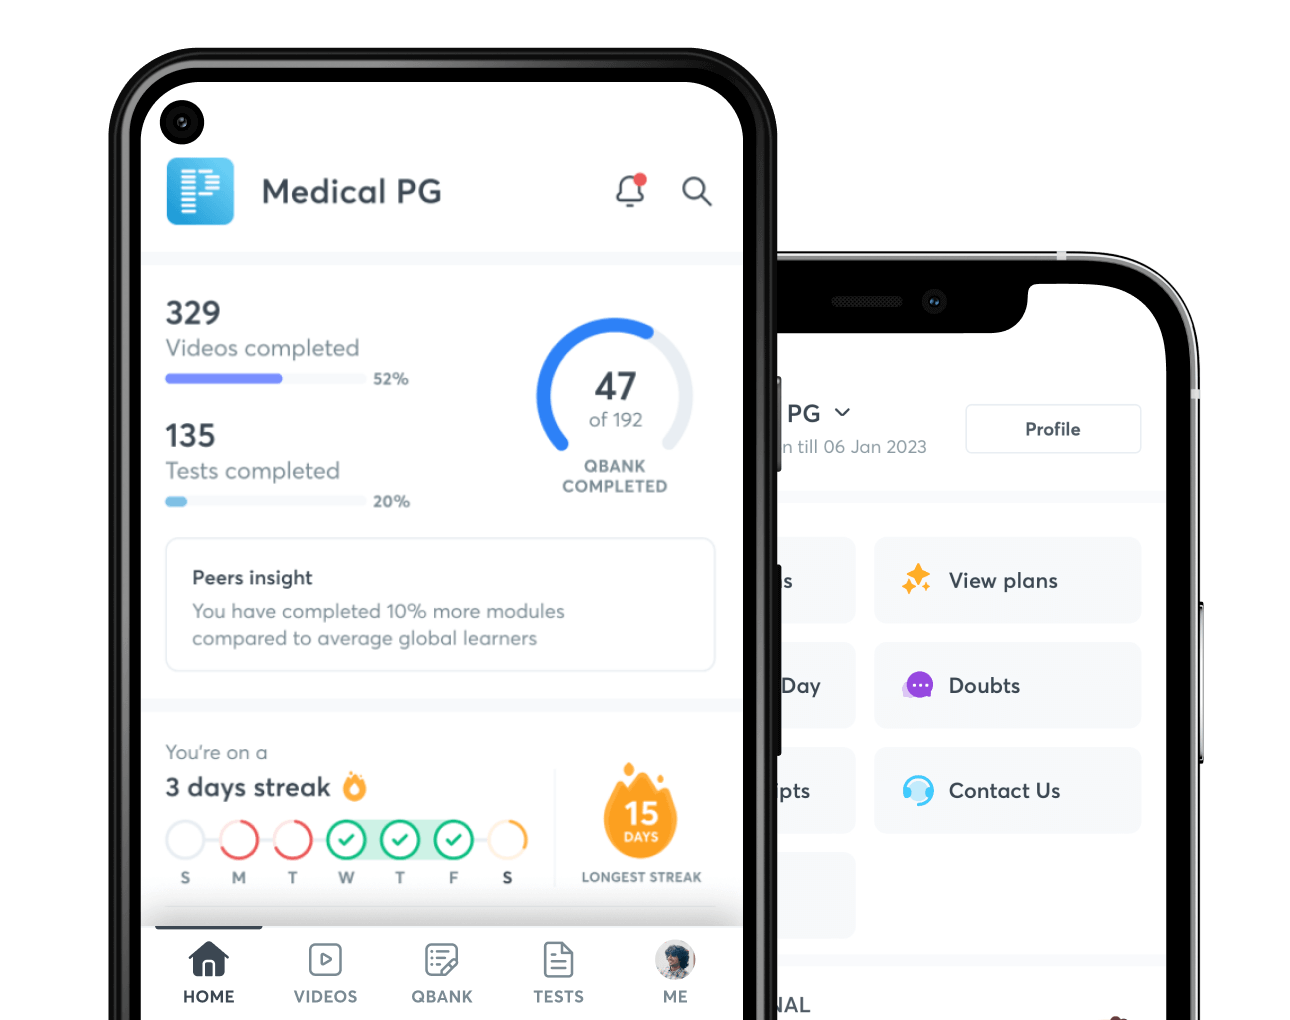 Medical PG
329
Videos completed
52%
135
Tests completed
20%
47
of 192
QBANK
COMPLETED
Peers insight
You have completed 10% more modules
compared to average global learners
You're on a
3 days streak
S M T W T F S
15
DAYS
LONGEST STREAK
HOME VIDEOS QBANK TESTS ME
PG
till 06 Jan 2023
Profile
View plans
Day
Doubts
Contact Us